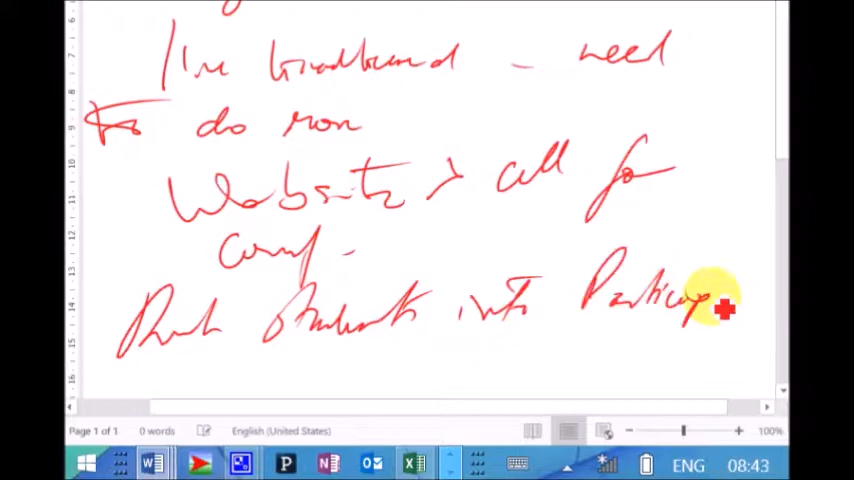 broadband - need
to do more
Website > call for
conf -
Push students into Particip
Page 1 of 1 0 words English (United States) 100%
ENG 08:43